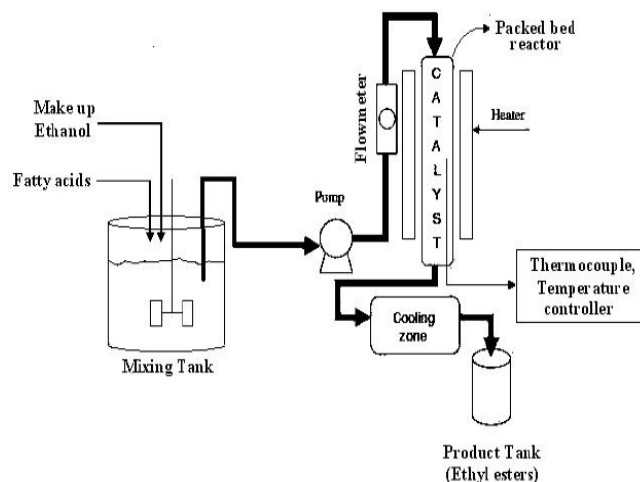 Packed bed
reactor
Make up
Ethanol
Fatty acids
Flowmeter
CATALYST
Heater
Pump
Thermocouple,
Temperature
controller
Cooling
zone
Mixing Tank
Product Tank
(Ethyl esters)